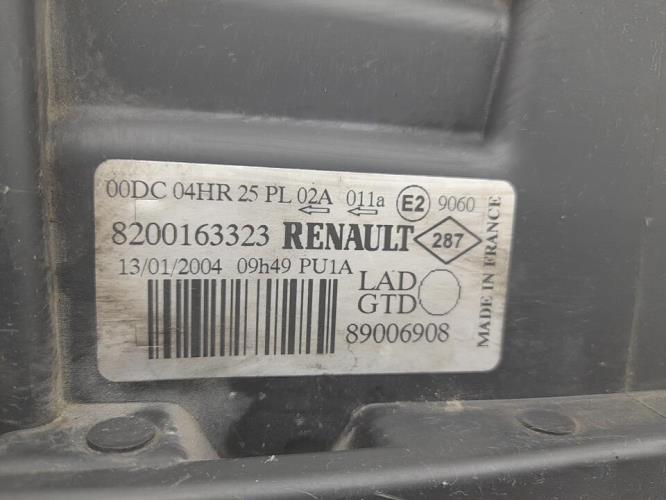 00DC 04HR 25 PL 02A 011a E2 9060
8200163323 RENAULT 287
13/01/2004 09h49 PU1A
LAD
GTD
89006908
MADE IN FRANCE